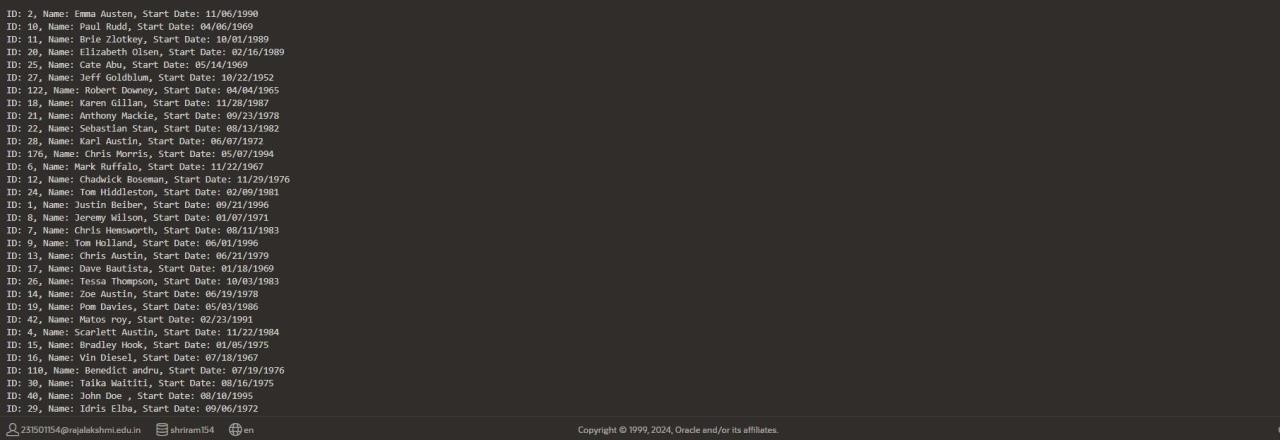 ID: 2, Name: Emma Austen, Start Date: 11/06/1990
ID: 10, Name: Paul Rudd, Start Date: 04/06/1969
ID: 11, Name: Brie Zlotkey, Start Date: 10/01/1989
ID: 20, Name: Elizabeth Olsen, Start Date: 02/16/1989
ID: 25, Name: Cate Abu, Start Date: 05/14/1969
ID: 27, Name: Jeff Goldblum, Start Date: 10/22/1952
ID: 122, Name: Robert Downey, Start Date: 04/04/1965
ID: 18, Name: Karen Gillan, Start Date: 11/28/1987
ID: 21, Name: Anthony Mackie, Start Date: 09/23/1978
ID: 22, Name: Sebastian Stan, Start Date: 08/13/1982
ID: 28, Name: Karl Austin, Start Date: 06/07/1972
ID: 176, Name: Chris Morris, Start Date: 05/07/1994
ID: 6, Name: Mark Ruffalo, Start Date: 11/22/1967
ID: 12, Name: Chadwick Boseman, Start Date: 11/29/1976
ID: 24, Name: Tom Hiddleston, Start Date: 02/09/1981
ID: 1, Name: Justin Beiber, Start Date: 09/21/1996
ID: 8, Name: Jeremy Wilson, Start Date: 01/07/1971
ID: 7, Name: Chris Hemsworth, Start Date: 08/11/1983
ID: 9, Name: Tom Holland, Start Date: 06/01/1996
ID: 13, Name: Chris Austin, Start Date: 06/21/1979
ID: 17, Name: Dave Bautista, Start Date: 01/18/1969
ID: 26, Name: Tessa Thompson, Start Date: 10/03/1983
ID: 14, Name: Zoe Austin, Start Date: 06/19/1978
ID: 19, Name: Pom Davies, Start Date: 05/03/1986
ID: 42, Name: Matos roy, Start Date: 02/23/1991
ID: 4, Name: Scarlett Austin, Start Date: 11/22/1984
ID: 15, Name: Bradley Hook, Start Date: 01/05/1975
ID: 16, Name: Vin Diesel, Start Date: 07/18/1967
ID: 110, Name: Benedict andru, Start Date: 07/19/1976
ID: 30, Name: Taika Waititi, Start Date: 08/16/1975
ID: 40, Name: John Doe , Start Date: 08/10/1995
ID: 29, Name: Idris Elba, Start Date: 09/06/1972
231501154@rajalakshmi.edu.in shriram154 en Copyright © 1999, 2024, Oracle and/or its affiliates.